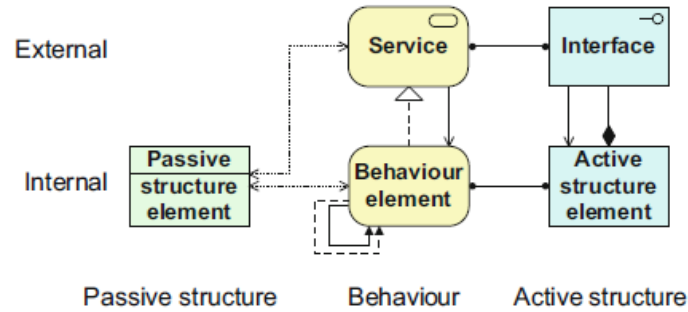 External
Service
Interface
Internal
Passive
structure
element
Behaviour
element
Active
structure
element
Passive structure
Behaviour
Active structure